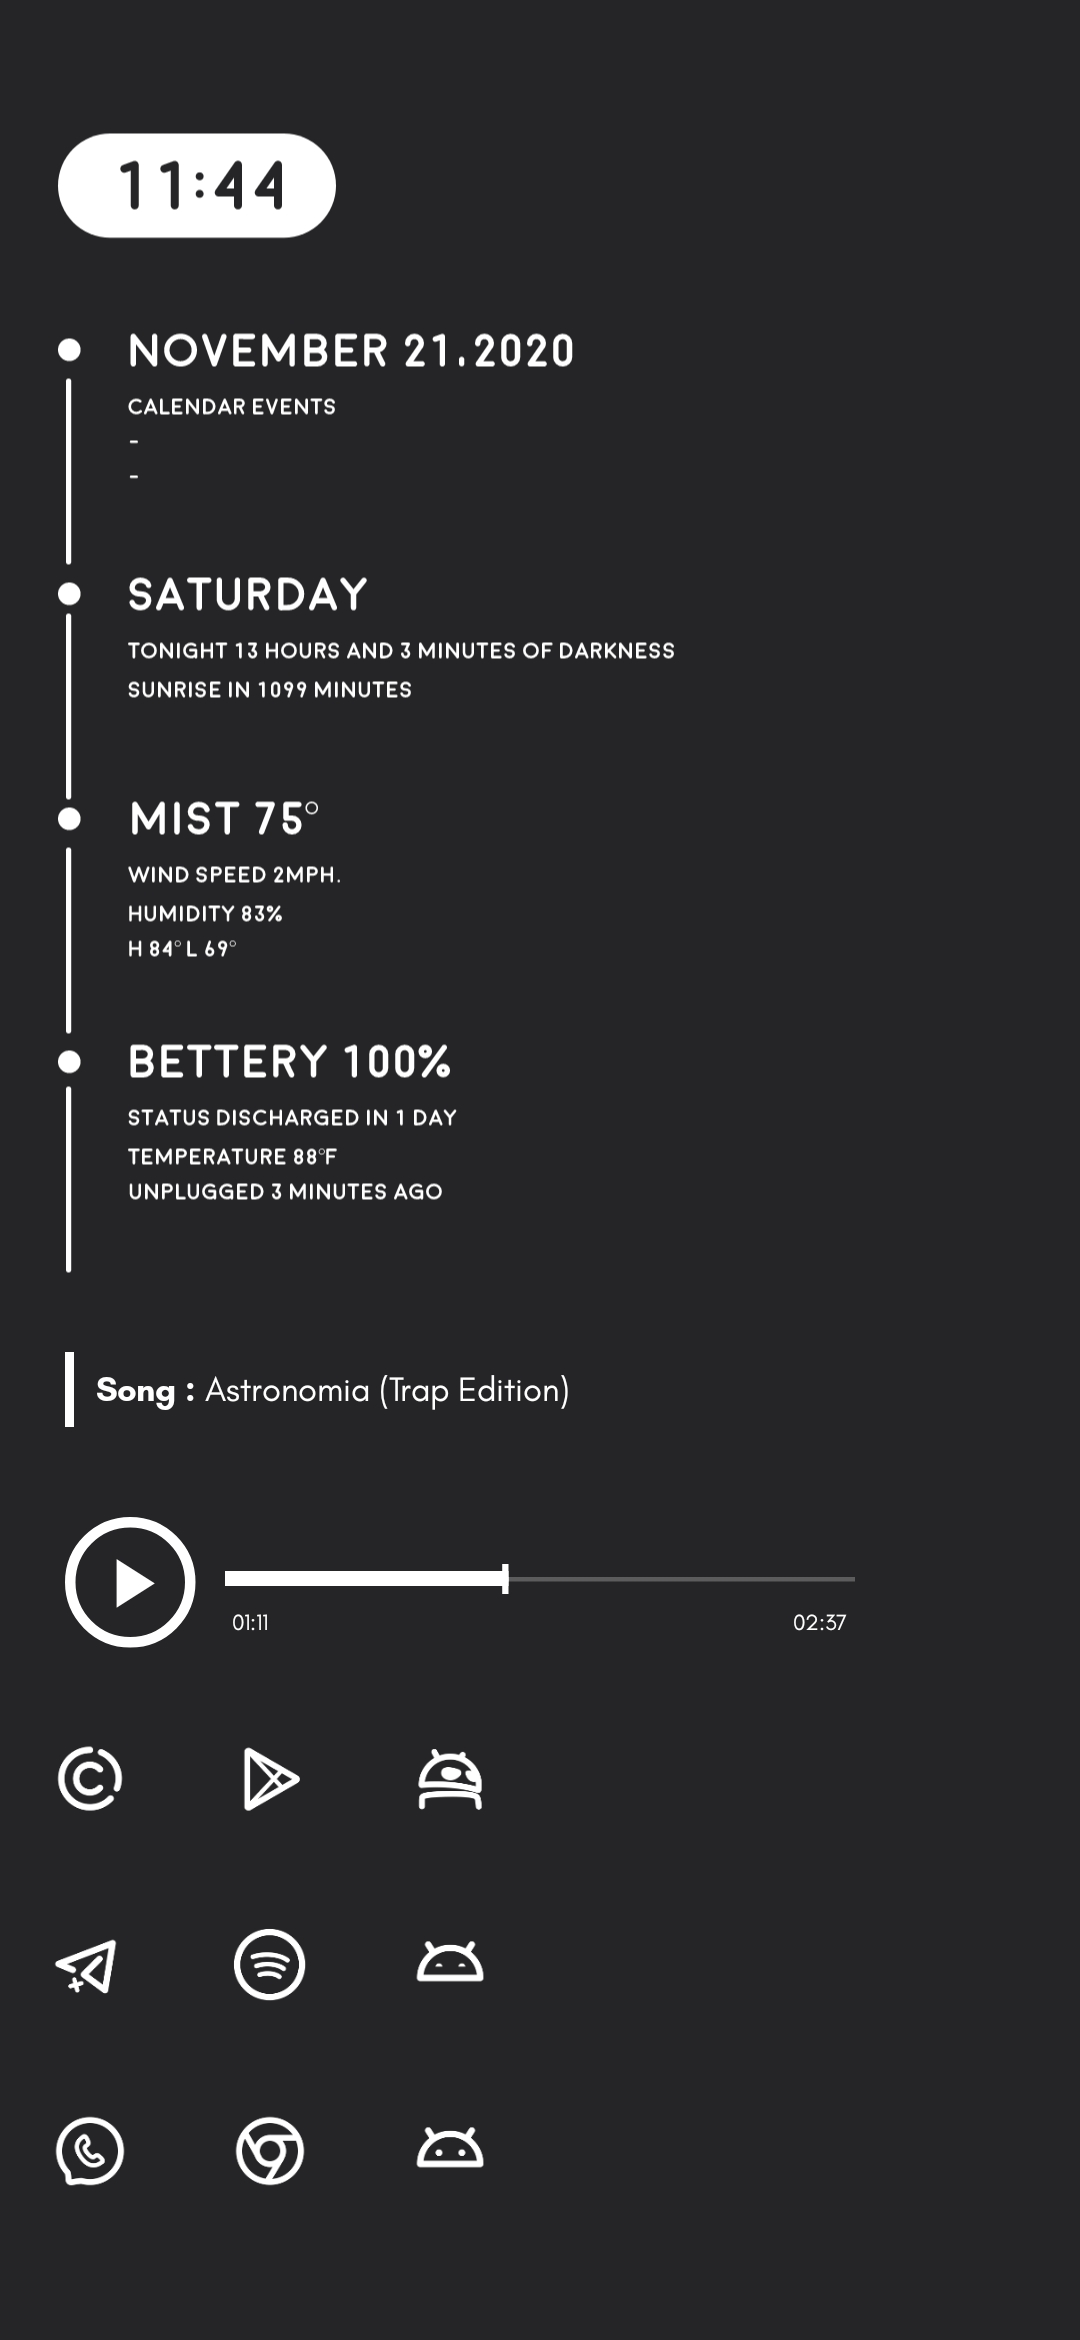 11:44
NOVEMBER 21.2020
CALENDAR EVENTS
-
-
SATURDAY
TONIGHT 13 HOURS AND 3 MINUTES OF DARKNESS
SUNRISE IN 1099 MINUTES
MIST 75°
WIND SPEED 2MPH.
HUMIDITY 83%
H 84° L 69°
BETTERY 100%
STATUS DISCHARGED IN 1 DAY
TEMPERATURE 88°F
UNPLUGGED 3 MINUTES AGO
Song : Astronomia (Trap Edition)
01:11 02:37